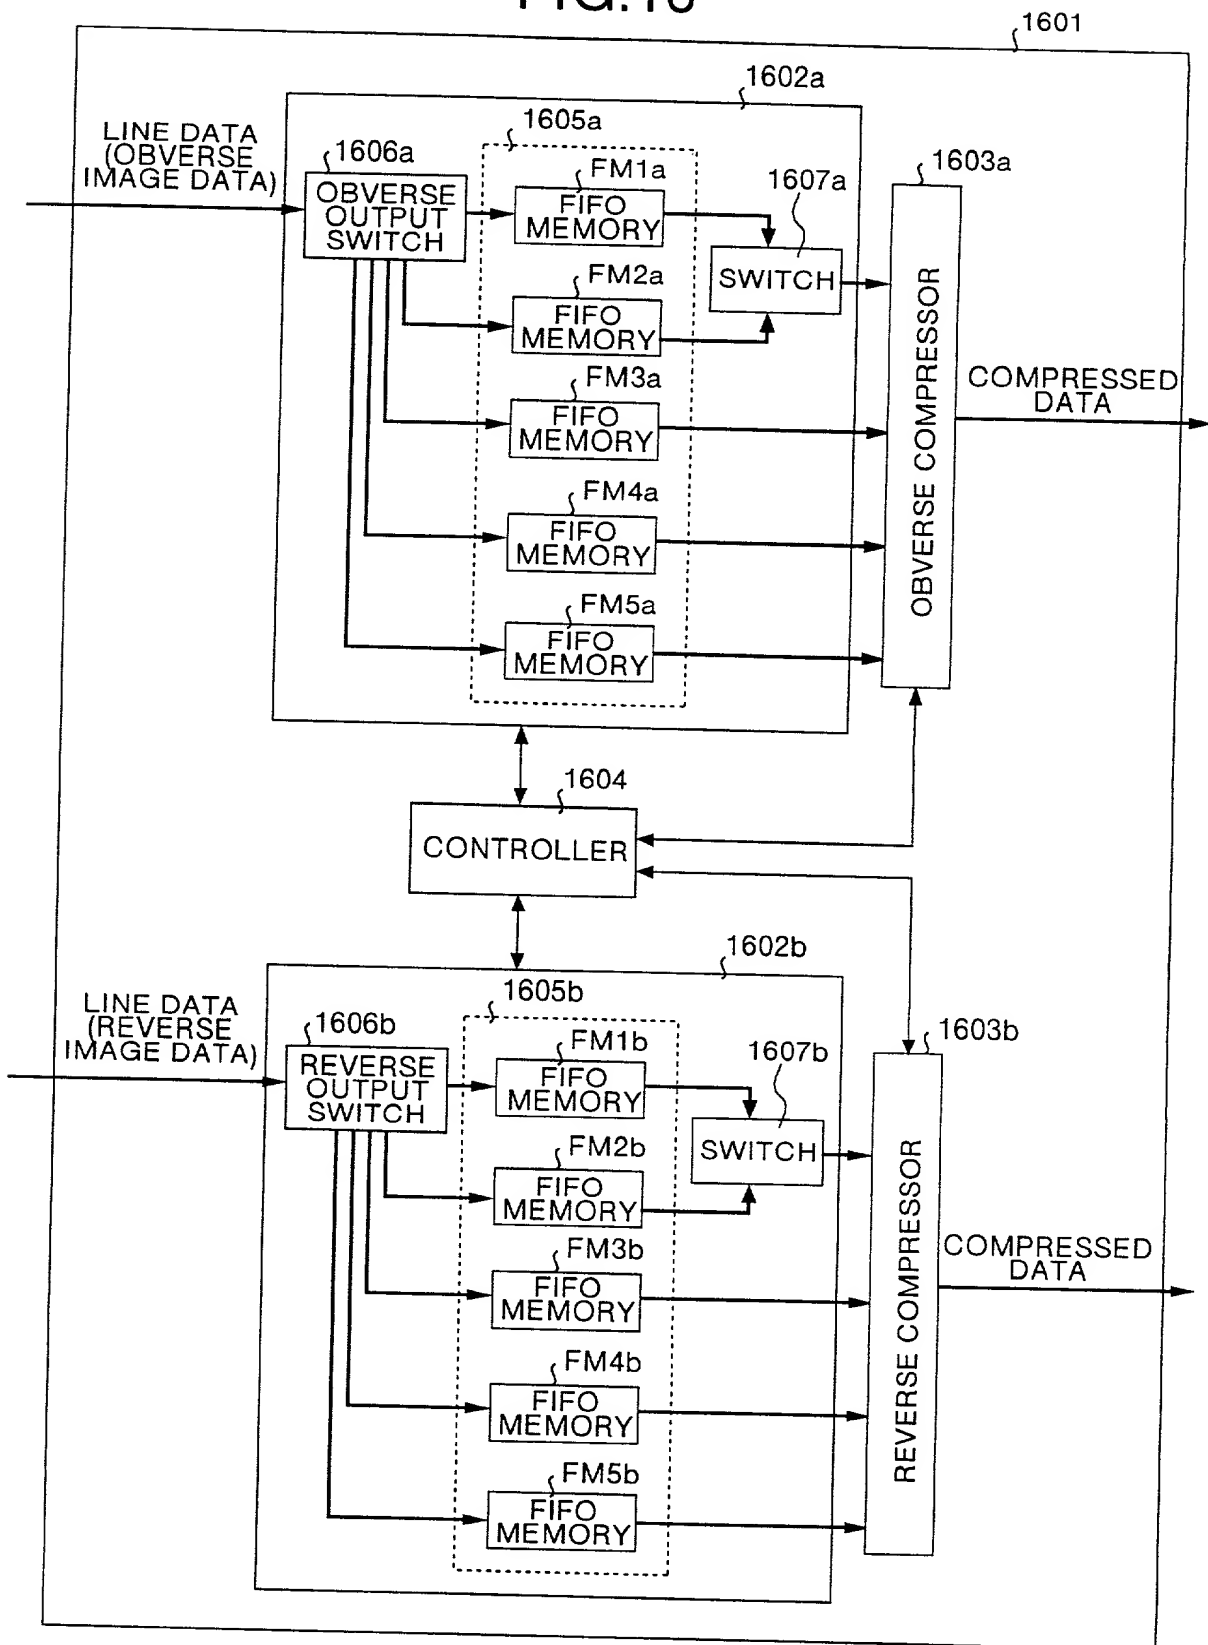 FIG.16
1601
1602a
LINE DATA
(OBVERSE
IMAGE DATA)
1605a
1606a
OBVERSE
OUTPUT
SWITCH
FM1a
FIFO
MEMORY
1607a
SWITCH
1603a
OBVERSE COMPRESSOR
FM2a
FIFO
MEMORY
FM3a
FIFO
MEMORY
COMPRESSED
DATA
FM4a
FIFO
MEMORY
FM5a
FIFO
MEMORY
1604
CONTROLLER
1602b
LINE DATA
(REVERSE
IMAGE DATA)
1605b
1606b
REVERSE
OUTPUT
SWITCH
FM1b
FIFO
MEMORY
1607b
SWITCH
1603b
REVERSE COMPRESSOR
FM2b
FIFO
MEMORY
FM3b
FIFO
MEMORY
COMPRESSED
DATA
FM4b
FIFO
MEMORY
FM5b
FIFO
MEMORY